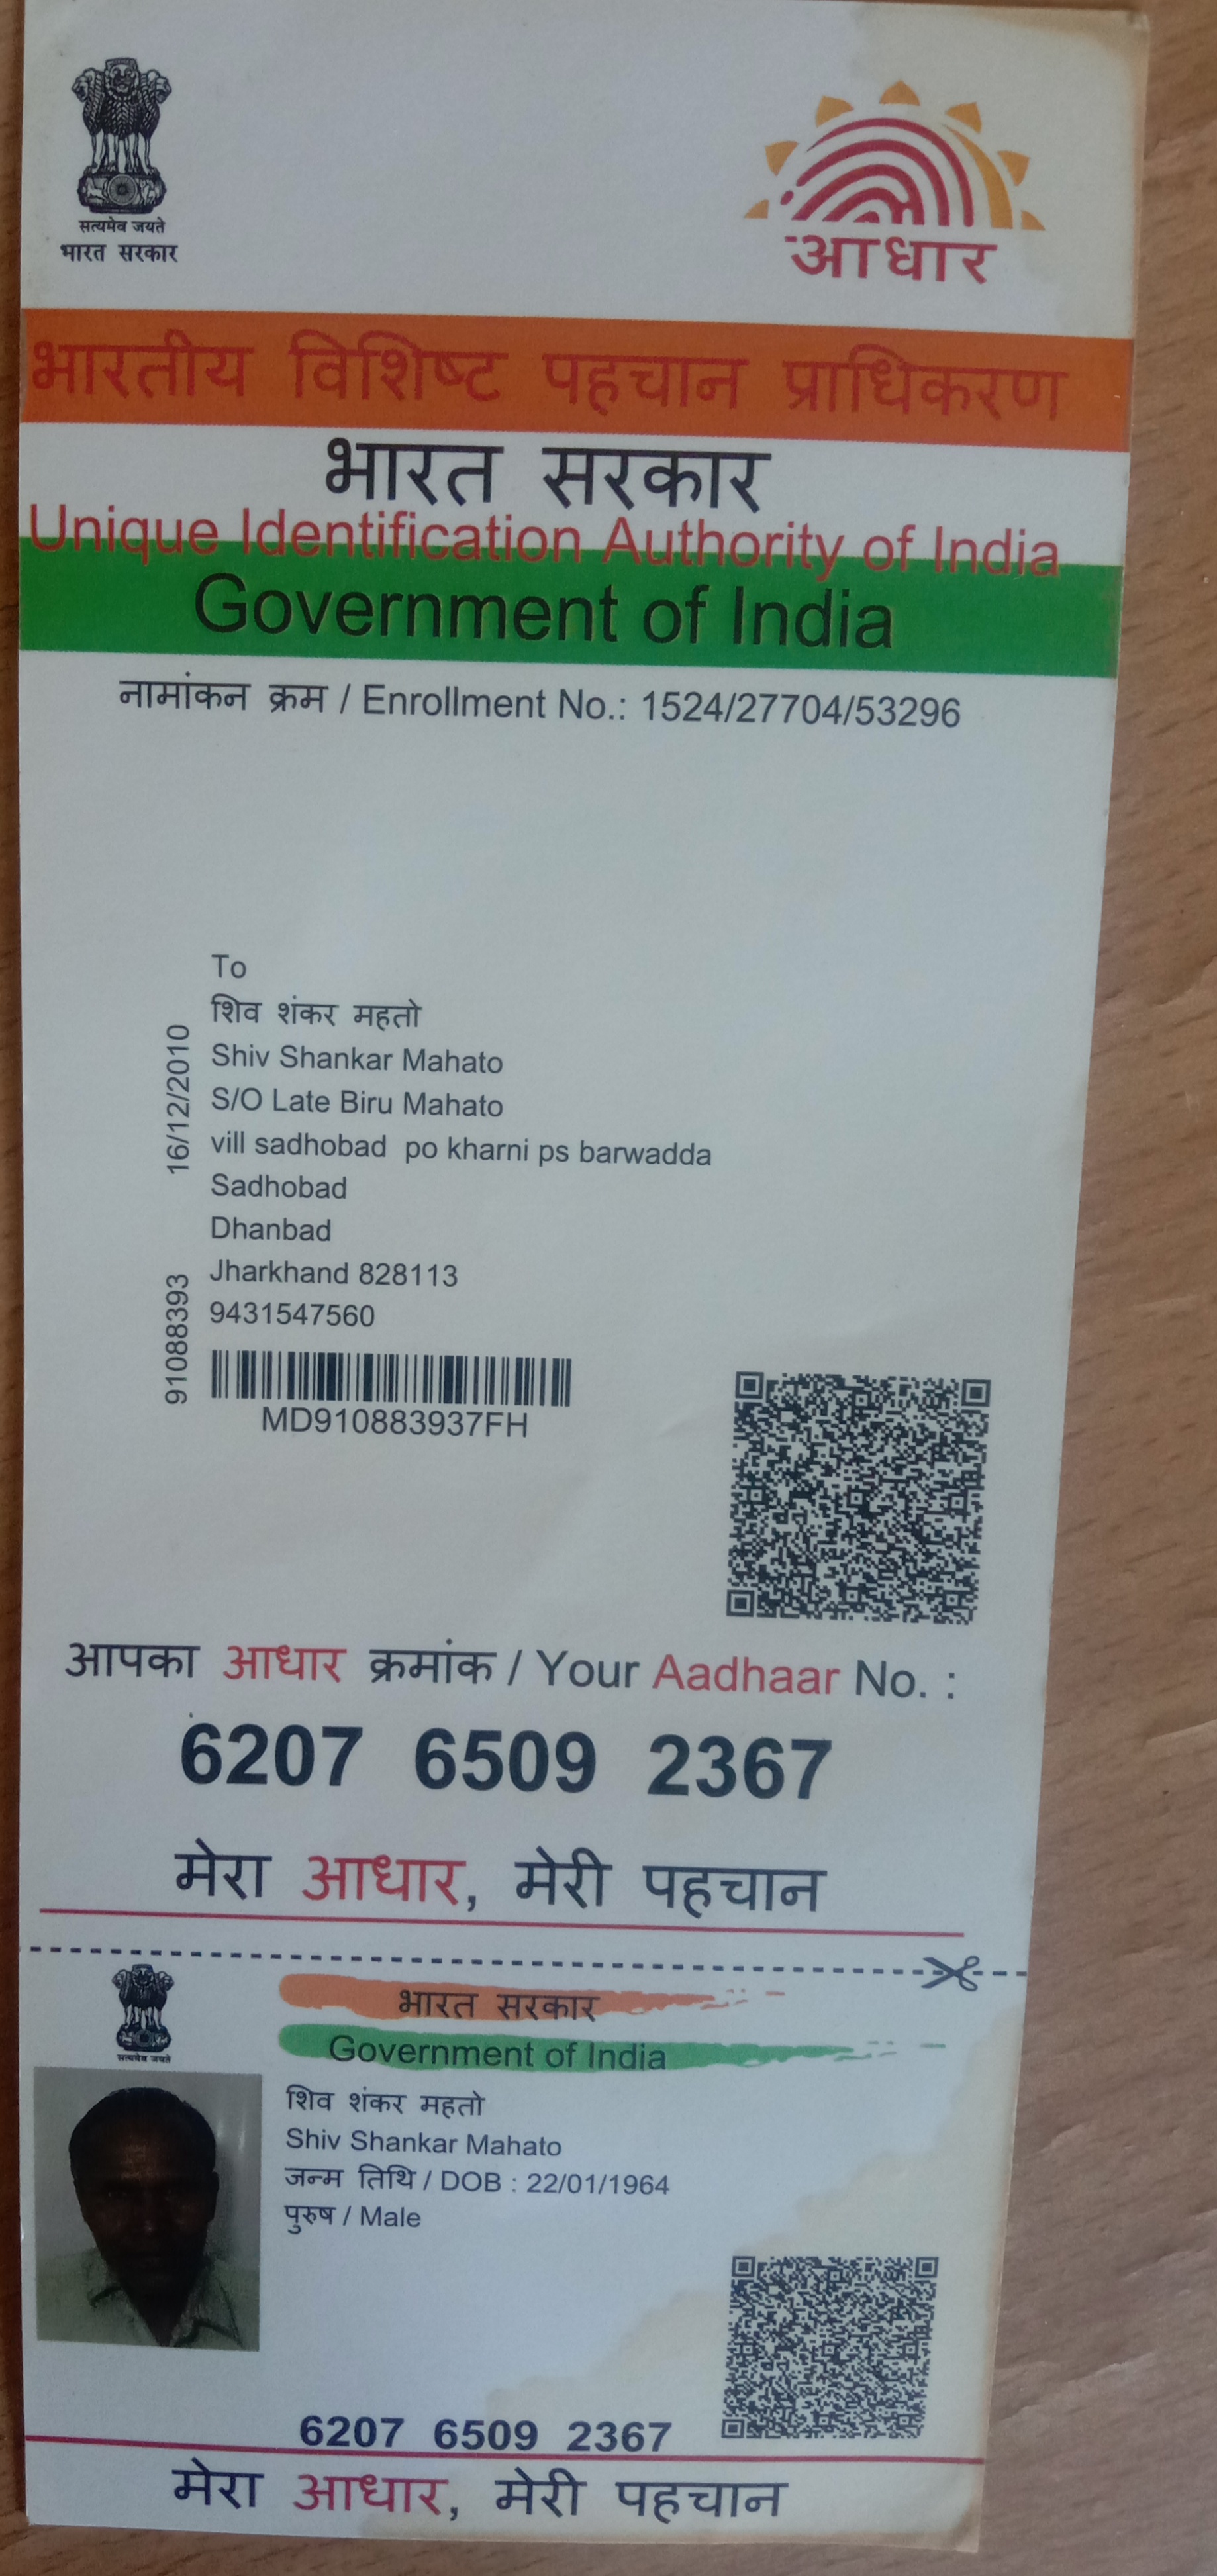 सत्यमेव जयते
भारत सरकार
आधार
भारतीय विशिष्ट पहचान प्राधिकरण
भारत सरकार
Unique Identification Authority of India
Government of India
नामांकन क्रम / Enrollment No.: 1524/27704/53296
To
शिव शंकर महतो
Shiv Shankar Mahato
S/O Late Biru Mahato
vill sadhobad po kharni ps barwadda
Sadhobad
Dhanbad
Jharkhand 828113
9431547560
16/12/2010
91088393
MD910883937FH
आपका आधार क्रमांक / Your Aadhaar No. :
6207 6509 2367
मेरा आधार, मेरी पहचान
सत्यमेव जयते
भारत सरकार
Government of India
शिव शंकर महतो
Shiv Shankar Mahato
जन्म तिथि / DOB : 22/01/1964
पुरुष / Male
6207 6509 2367
मेरा आधार, मेरी पहचान